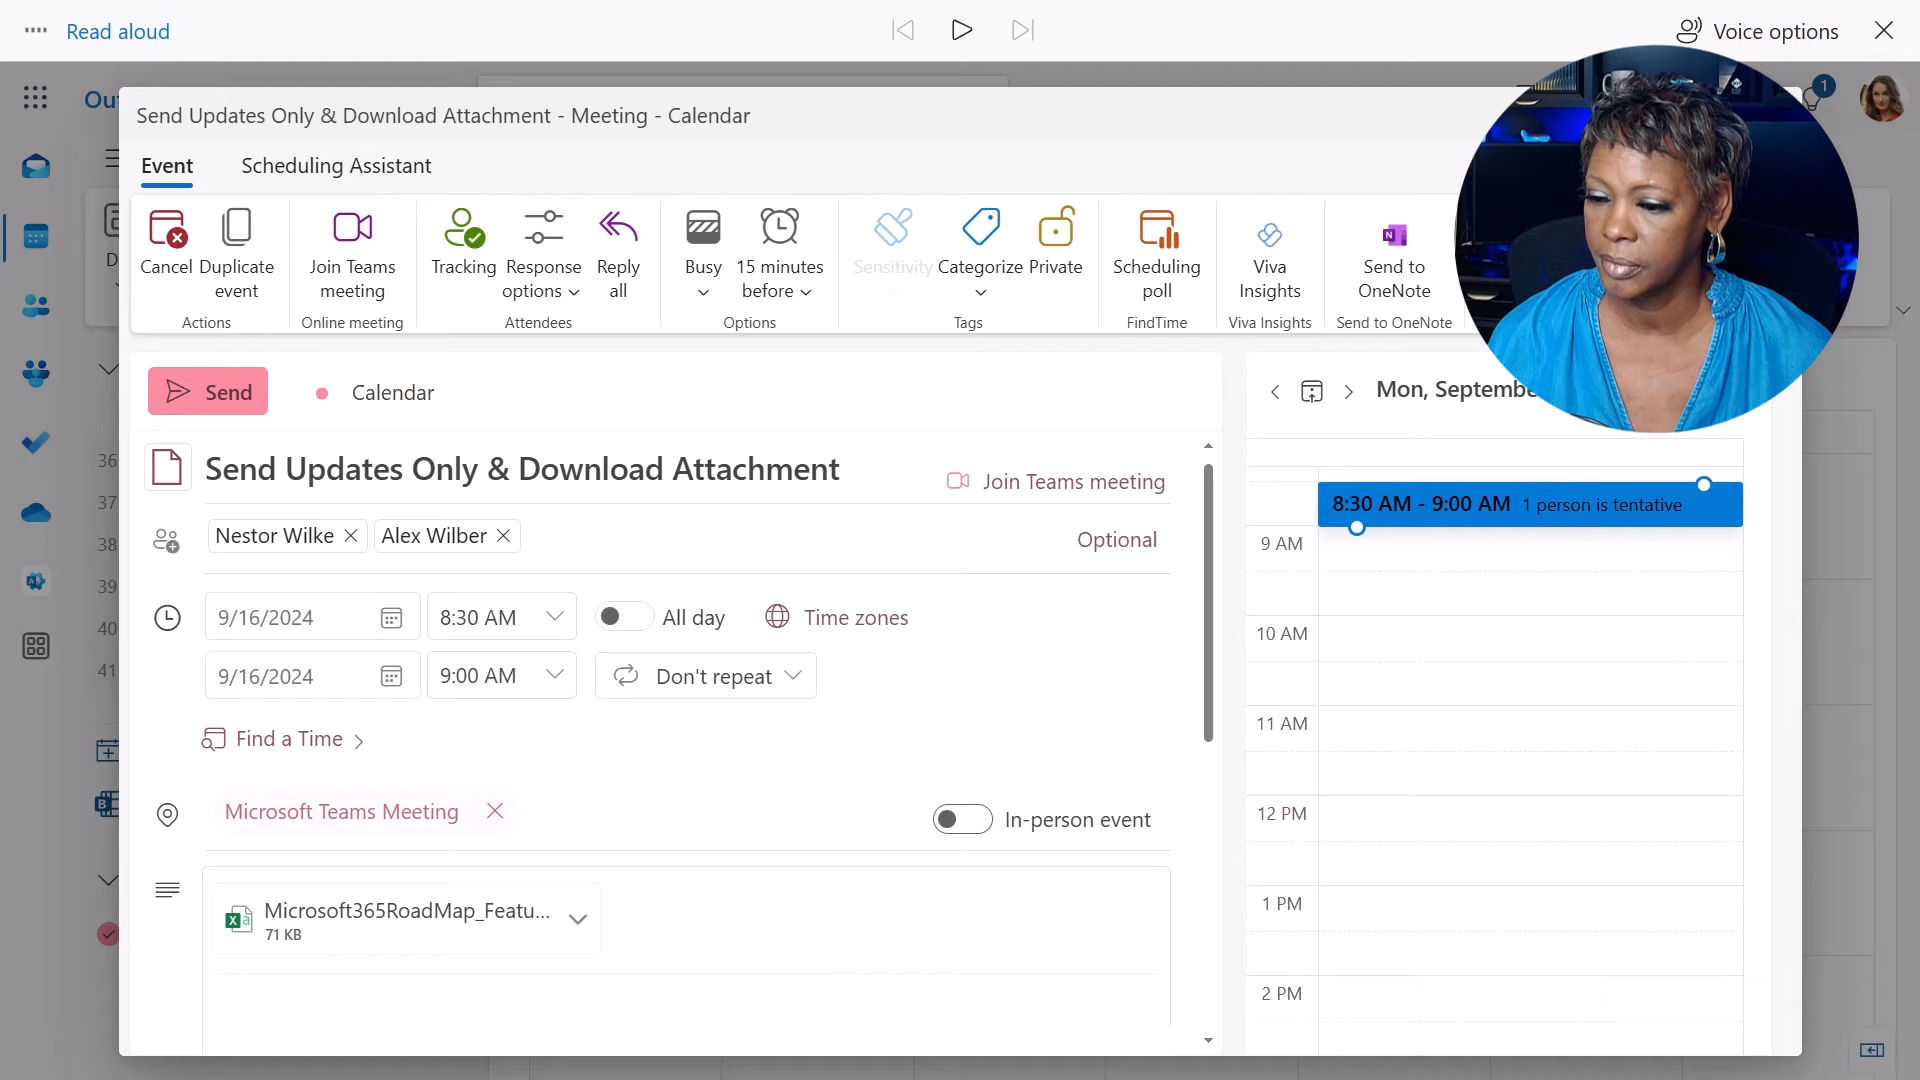 Read aloud
Voice options
Ou
1
Send Updates Only & Download Attachment - Meeting - Calendar
Event
Scheduling Assistant
Cancel
Duplicate event
Join Teams meeting
Tracking
Response options
Reply all
Busy
15 minutes before
Sensitivity
Categorize
Private
Scheduling poll
Viva Insights
Send to OneNote
Actions
Online meeting
Attendees
Options
Tags
FindTime
Viva Insights
Send to OneNote
D
Send
Calendar
Mon, Septembe
Send Updates Only & Download Attachment
Join Teams meeting
Nestor Wilke
Alex Wilber
Optional
9/16/2024
8:30 AM
All day
Time zones
9/16/2024
9:00 AM
Don't repeat
Find a Time
Microsoft Teams Meeting
In-person event
Microsoft365RoadMap_Featu...
71 KB
8:30 AM - 9:00 AM 1 person is tentative
9 AM
10 AM
11 AM
12 PM
1 PM
2 PM
36
37
38
39
40
41